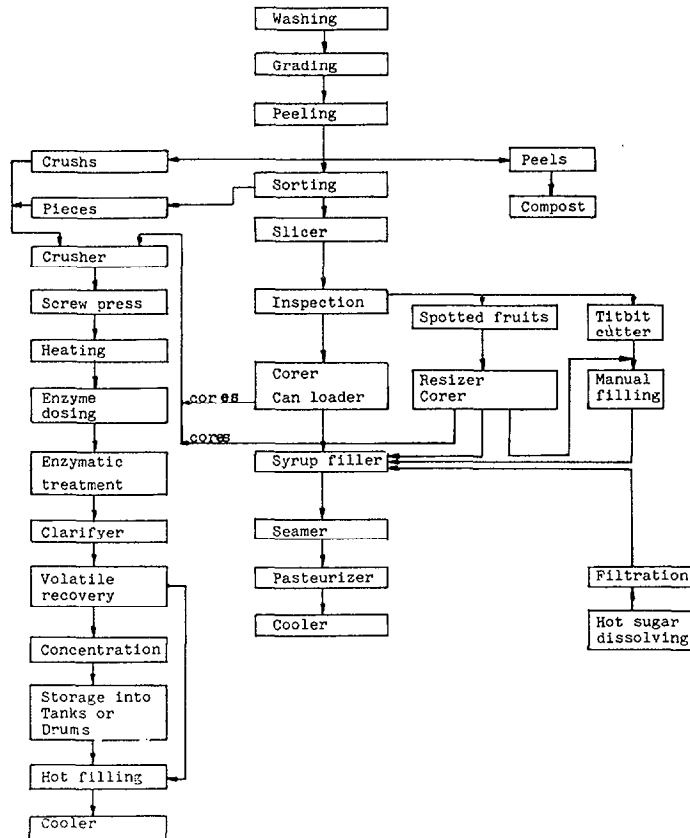 Washing
Grading
Peeling
Crushs
Peels
Sorting
Pieces
Compost
Slicer
Crusher
Screw press
Inspection
Spotted fruits
Titbit
cutter
Heating
Corer
Can loader
Resizer
Corer
Manual
filling
Enzyme
dosing
cores
cores
Enzymatic
treatment
Syrup filler
Clarifyer
Seamer
Volatile
recovery
Pasteurizer
Filtration
Cooler
Hot sugar
dissolving
Concentration
Storage into
Tanks or
Drums
Hot filling
Cooler